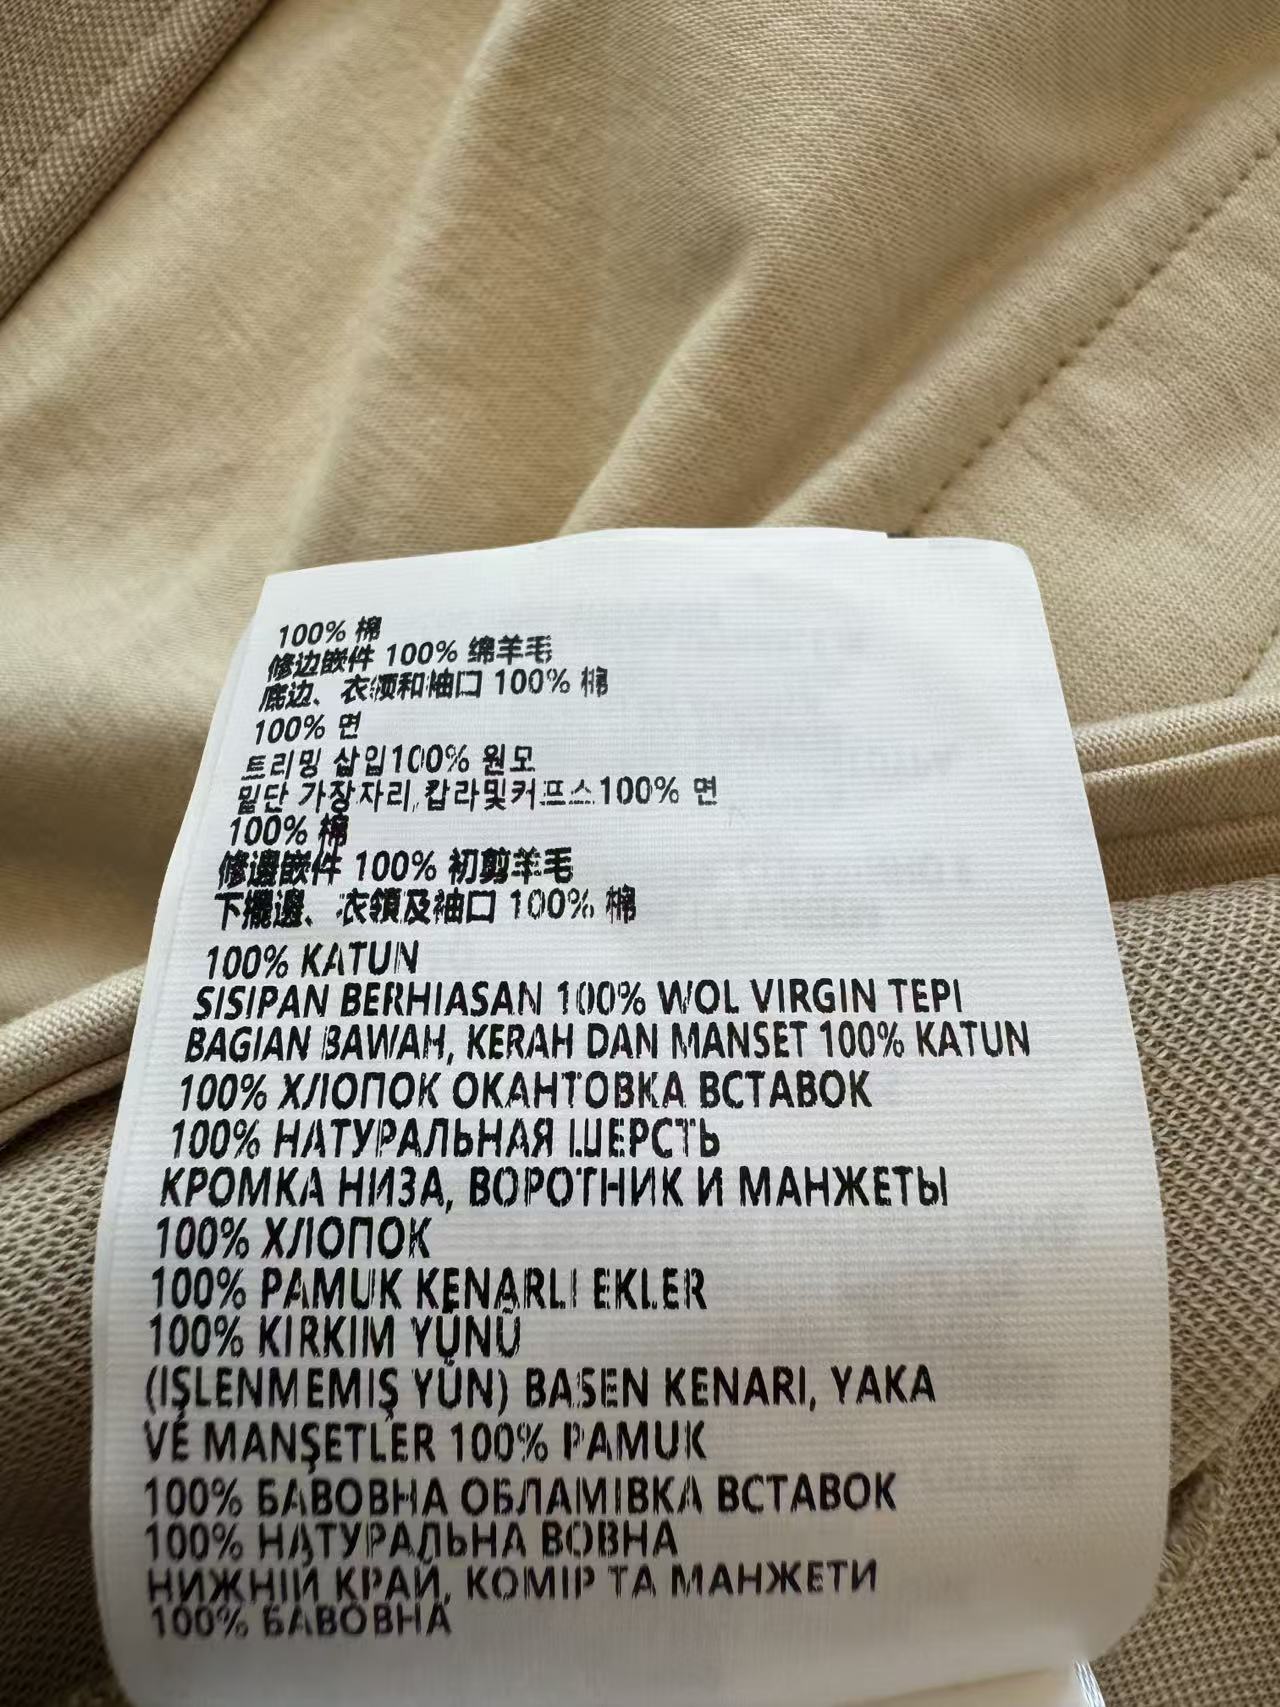 100% 棉
修边嵌件 100% 绵羊毛
底边、衣领和袖口 100% 棉
100% 면
트리밍 삽입100% 원모
밑단 가장자리,칼라및커프스100% 면
100% 棉
修邊嵌件 100% 初剪羊毛
下擺邊、衣領及袖口 100% 棉
100% KATUN
SISIPAN BERHIASAN 100% WOL VIRGIN TEPI
BAGIAN BAWAH, KERAH DAN MANSET 100% KATUN
100% ХЛОПОК ОКАНТОВКА ВСТАВОК
100% НАТУРАЛЬНАЯ ШЕРСТЬ
КРОМКА НИЗА, ВОРОТНИК И МАНЖЕТЫ
100% ХЛОПОК
100% PAMUK KENARLI EKLER
100% KIRKIM YÜNÜ
(IŞLENMEMIŞ YÜN) BASEN KENARI, YAKA
VE MANŞETLER 100% PAMUK
100% БАВОВНА ОБЛАМІВКА ВСТАВОК
100% НАТУРАЛЬНА ВОВНА
НИЖНІЙ КРАЙ, КОМІР ТА МАНЖЕТИ
100% БАВОВНА